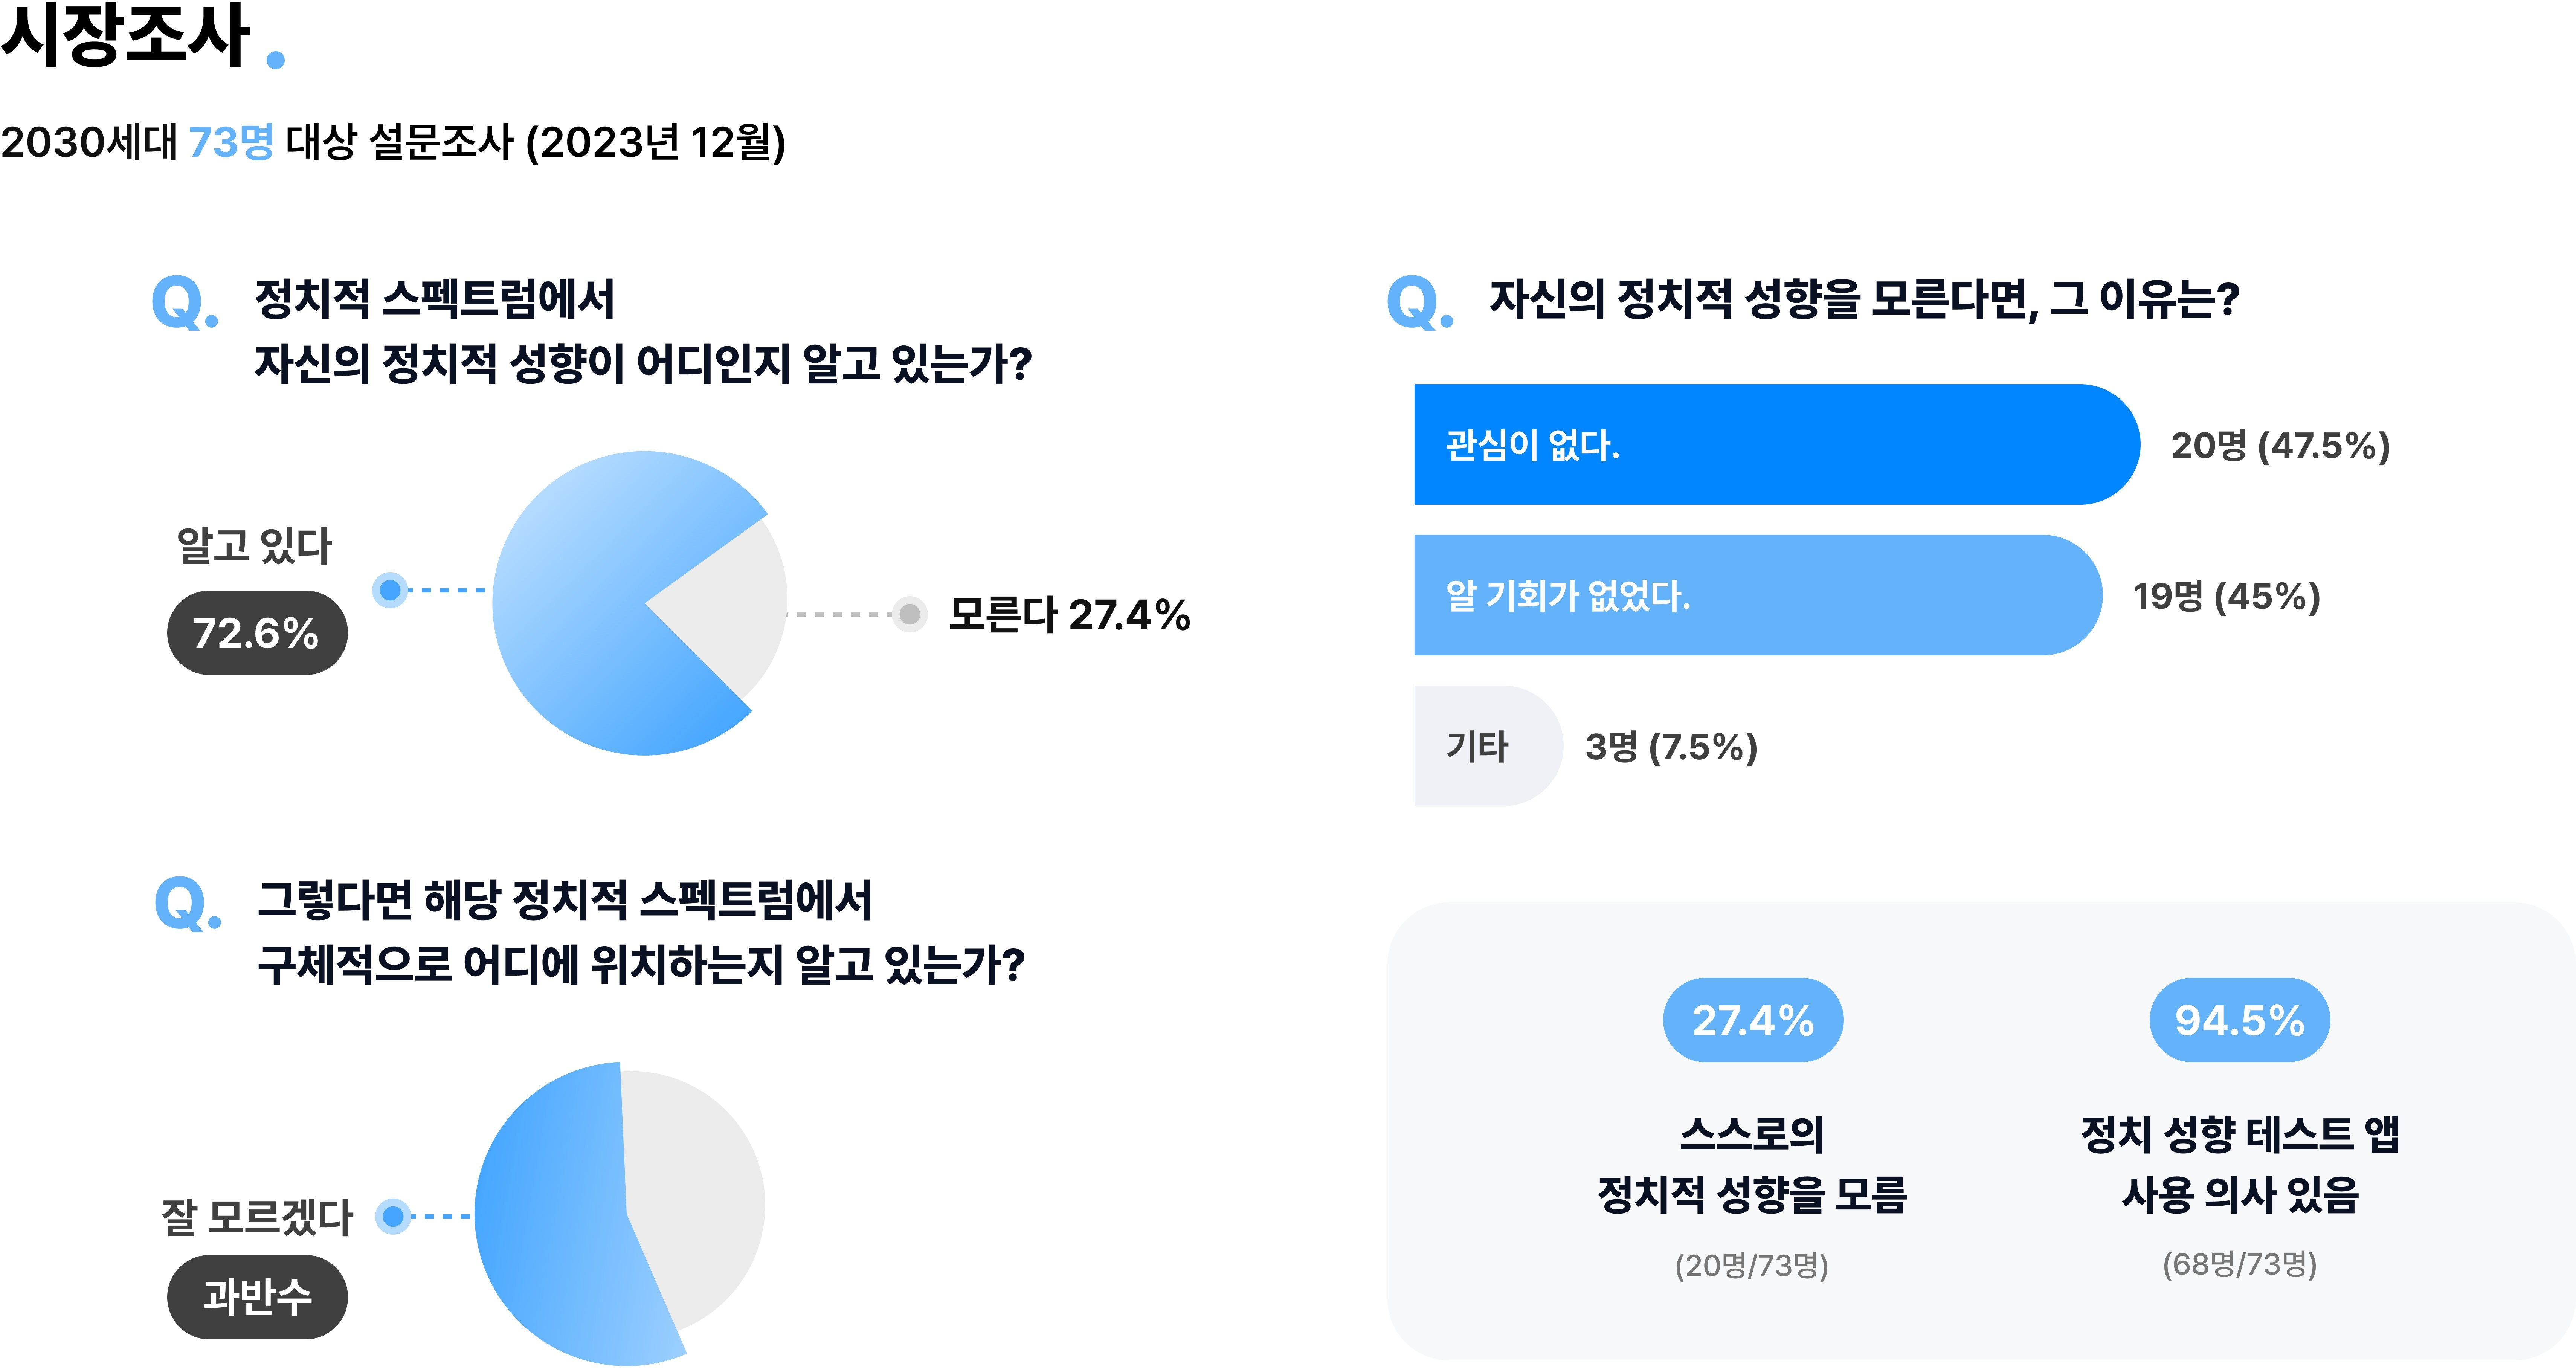 시장조사.
2030세대 73명 대상 설문조사 (2023년 12월)
Q. 정치적 스펙트럼에서
자신의 정치적 성향이 어디인지 알고 있는가?
알고 있다
72.6%
모른다 27.4%
Q. 그렇다면 해당 정치적 스펙트럼에서
구체적으로 어디에 위치하는지 알고 있는가?
잘 모르겠다
과반수
Q. 자신의 정치적 성향을 모른다면, 그 이유는?
관심이 없다. 20명 (47.5%)
알 기회가 없었다. 19명 (45%)
기타 3명 (7.5%)
27.4%
스스로의
정치적 성향을 모름
(20명/73명)
94.5%
정치 성향 테스트 앱
사용 의사 있음
(68명/73명)